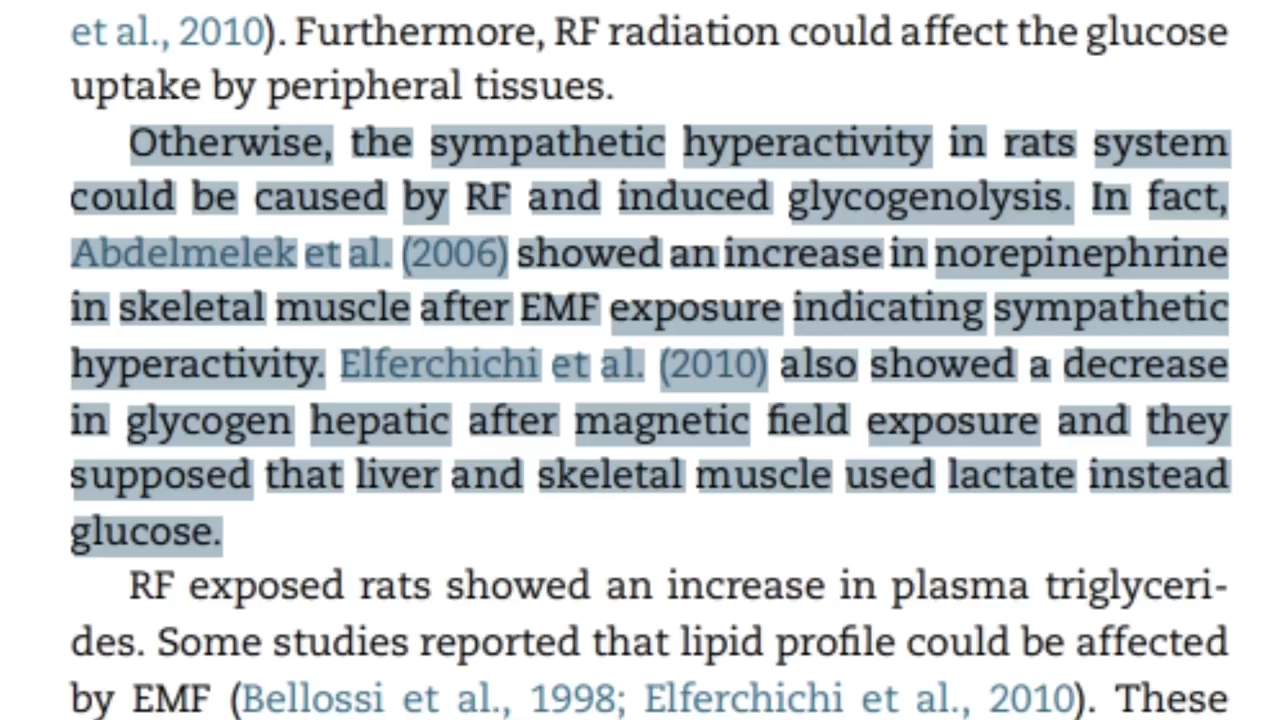 et al., 2010). Furthermore, RF radiation could affect the glucose
uptake by peripheral tissues.
Otherwise, the sympathetic hyperactivity in rats system
could be caused by RF and induced glycogenolysis. In fact,
Abdelmelek et al. (2006) showed an increase in norepinephrine
in skeletal muscle after EMF exposure indicating sympathetic
hyperactivity. Elferchichi et al. (2010) also showed a decrease
in glycogen hepatic after magnetic field exposure and they
supposed that liver and skeletal muscle used lactate instead
glucose.
RF exposed rats showed an increase in plasma triglyceri-
des. Some studies reported that lipid profile could be affected
by EMF (Bellossi et al., 1998; Elferchichi et al., 2010). These